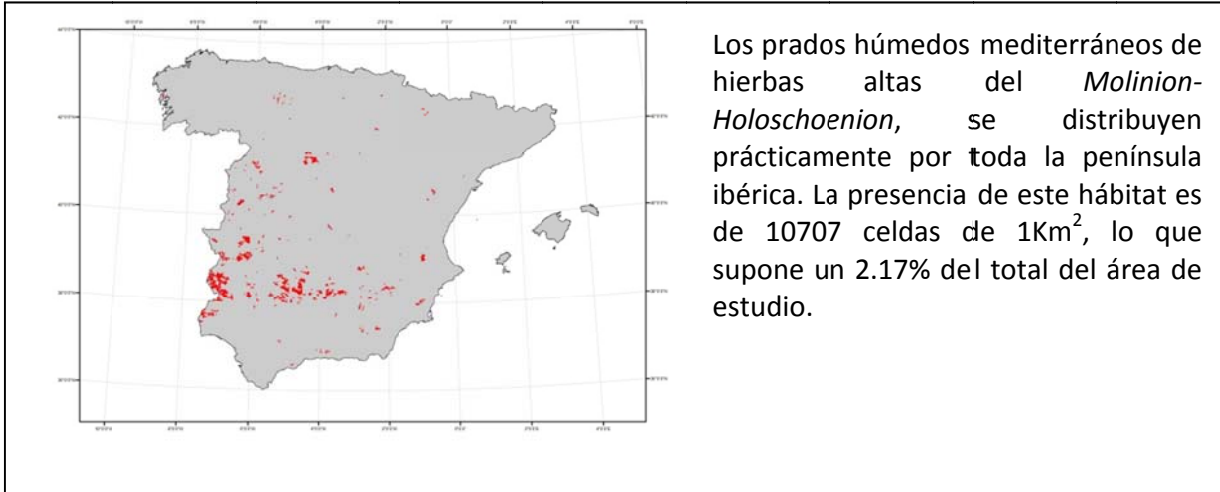 Los prados húmedos mediterráneos de
hierbas altas del Molinion-
Holoschoenion, se distribuyen
prácticamente por toda la península
ibérica. La presencia de este hábitat es
de 10707 celdas de 1Km², lo que
supone un 2.17% del total del área de
estudio.